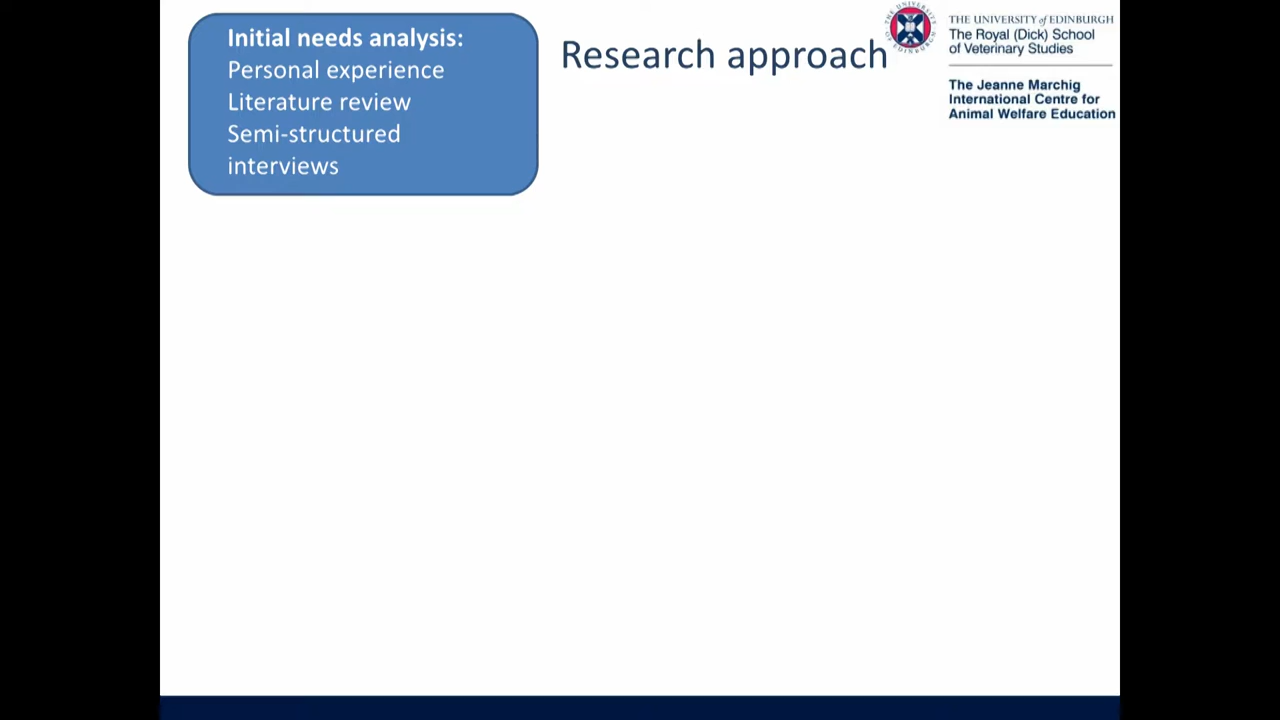 Initial needs analysis:
Personal experience
Literature review
Semi-structured
interviews
Research approach
THE UNIVERSITY of EDINBURGH
The Royal (Dick) School
of Veterinary Studies
The Jeanne Marchig
International Centre for
Animal Welfare Education